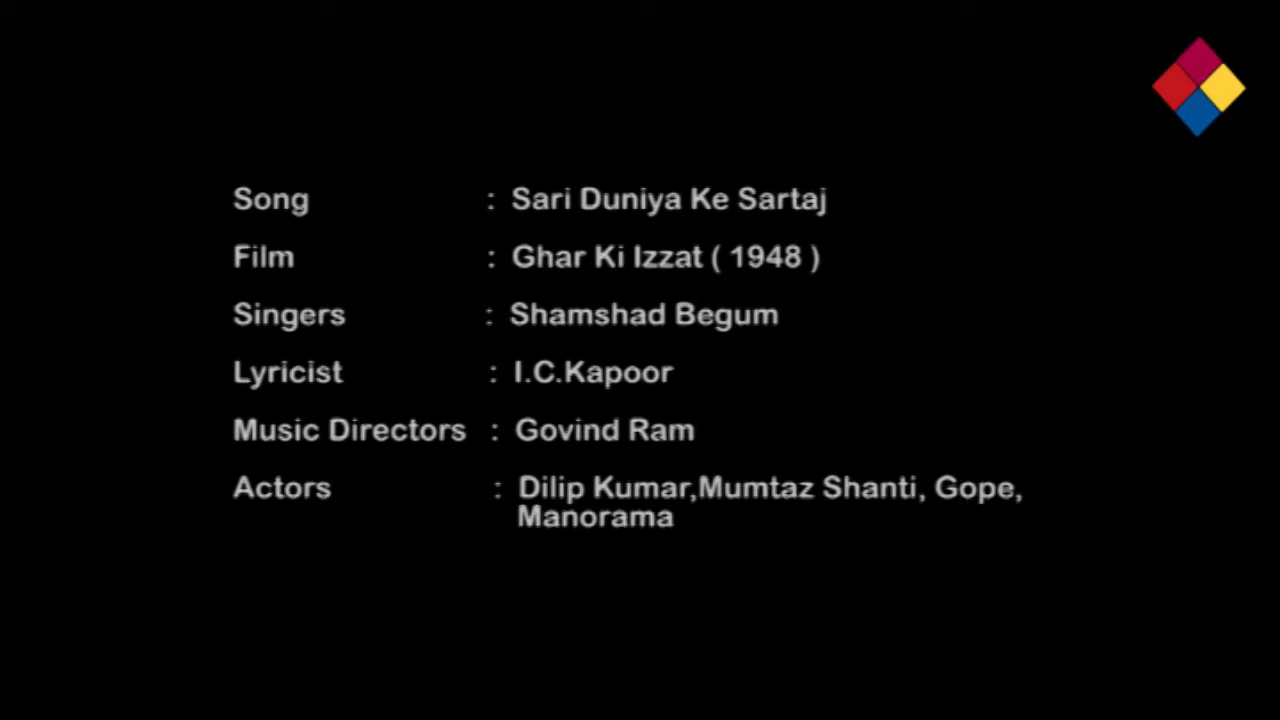 Song : Sari Duniya Ke Sartaj
Film : Ghar Ki Izzat ( 1948 )
Singers : Shamshad Begum
Lyricist : I.C.Kapoor
Music Directors : Govind Ram
Actors : Dilip Kumar,Mumtaz Shanti, Gope,
Manorama